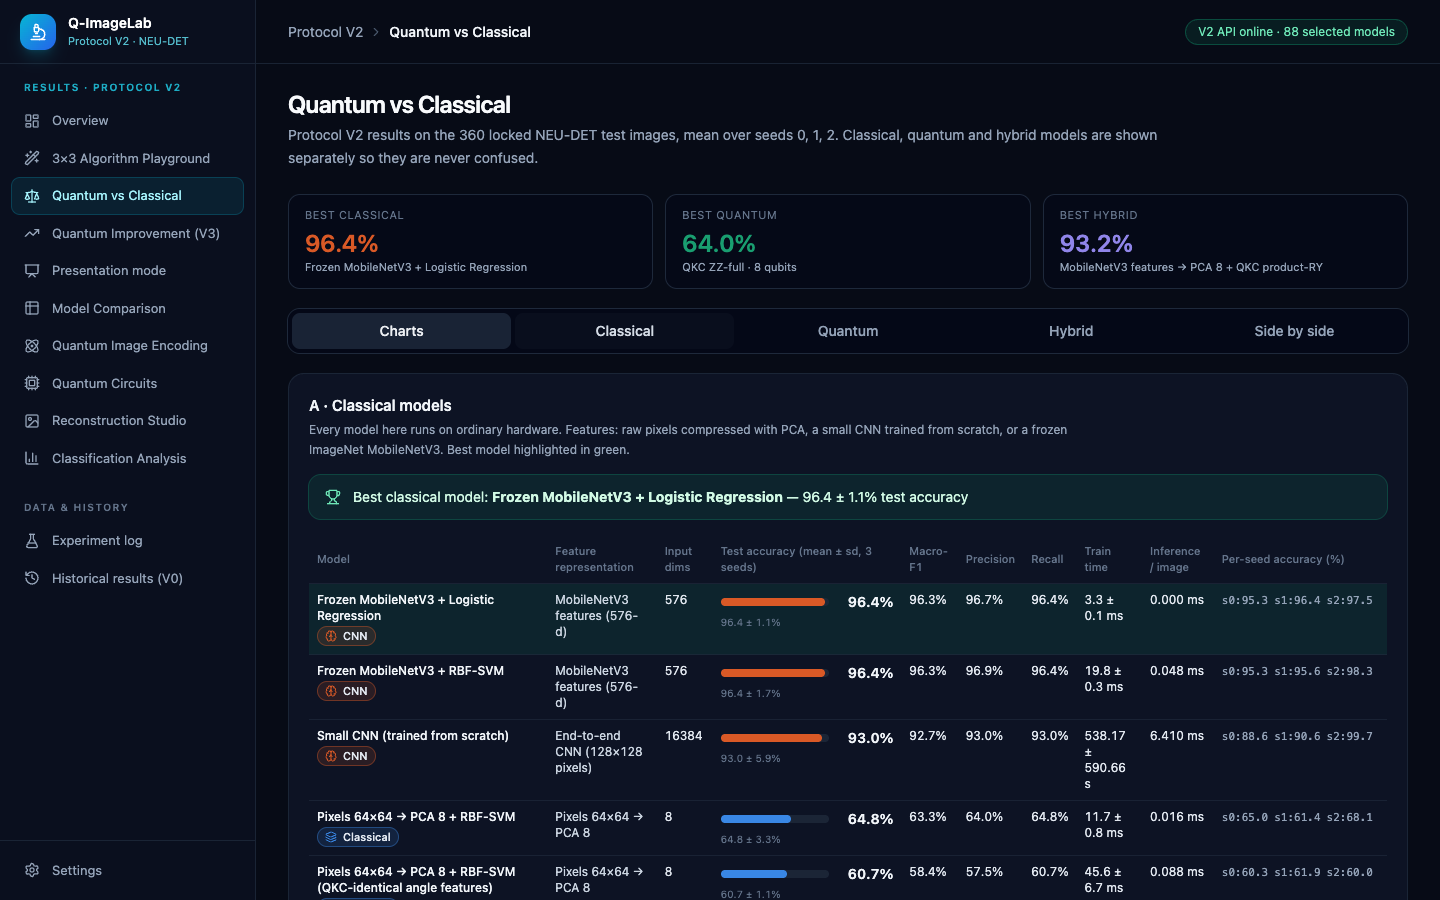 Q-ImageLab
Protocol V2 · NEU-DET
RESULTS · PROTOCOL V2
Overview
3×3 Algorithm Playground
Quantum vs Classical
Quantum Improvement (V3)
Presentation mode
Model Comparison
Quantum Image Encoding
Quantum Circuits
Reconstruction Studio
Classification Analysis
DATA & HISTORY
Experiment log
Historical results (V0)
Settings
Protocol V2 > Quantum vs Classical
V2 API online · 88 selected models
Quantum vs Classical
Protocol V2 results on the 360 locked NEU-DET test images, mean over seeds 0, 1, 2. Classical, quantum and hybrid models are shown
separately so they are never confused.
BEST CLASSICAL
96.4%
Frozen MobileNetV3 + Logistic Regression
BEST QUANTUM
64.0%
QKC ZZ-full · 8 qubits
BEST HYBRID
93.2%
MobileNetV3 features → PCA 8 + QKC product-RY
Charts Classical Quantum Hybrid Side by side
A · Classical models
Every model here runs on ordinary hardware. Features: raw pixels compressed with PCA, a small CNN trained from scratch, or a frozen
ImageNet MobileNetV3. Best model highlighted in green.
Best classical model: Frozen MobileNetV3 + Logistic Regression — 96.4 ± 1.1% test accuracy
Model
Feature
representation
Input
dims
Test accuracy (mean ± sd, 3
seeds)
Macro-
F1
Precision
Recall
Train
time
Inference
/ image
Per-seed accuracy (%)
Frozen MobileNetV3 + Logistic
Regression
CNN
MobileNetV3
features (576-
d)
576
96.4%
96.4 ± 1.1%
96.3%
96.7%
96.4%
3.3 ±
0.1 ms
0.000 ms
s0:95.3 s1:96.4 s2:97.5
Frozen MobileNetV3 + RBF-SVM
CNN
MobileNetV3
features (576-
d)
576
96.4%
96.4 ± 1.7%
96.3%
96.9%
96.4%
19.8 ±
0.3 ms
0.048 ms
s0:95.3 s1:95.6 s2:98.3
Small CNN (trained from scratch)
CNN
End-to-end
CNN (128×128
pixels)
16384
93.0%
93.0 ± 5.9%
92.7%
93.0%
93.0%
538.17
±
590.66
s
6.410 ms
s0:88.6 s1:90.6 s2:99.7
Pixels 64×64 → PCA 8 + RBF-SVM
Classical
Pixels 64×64 →
PCA 8
8
64.8%
64.8 ± 3.3%
63.3%
64.0%
64.8%
11.7 ±
0.8 ms
0.016 ms
s0:65.0 s1:61.4 s2:68.1
Pixels 64×64 → PCA 8 + RBF-SVM
(QKC-identical angle features)
Pixels 64×64 →
PCA 8
8
60.7%
60.7 ± 1.1%
58.4%
57.5%
60.7%
45.6 ±
6.7 ms
0.088 ms
s0:60.3 s1:61.9 s2:60.0